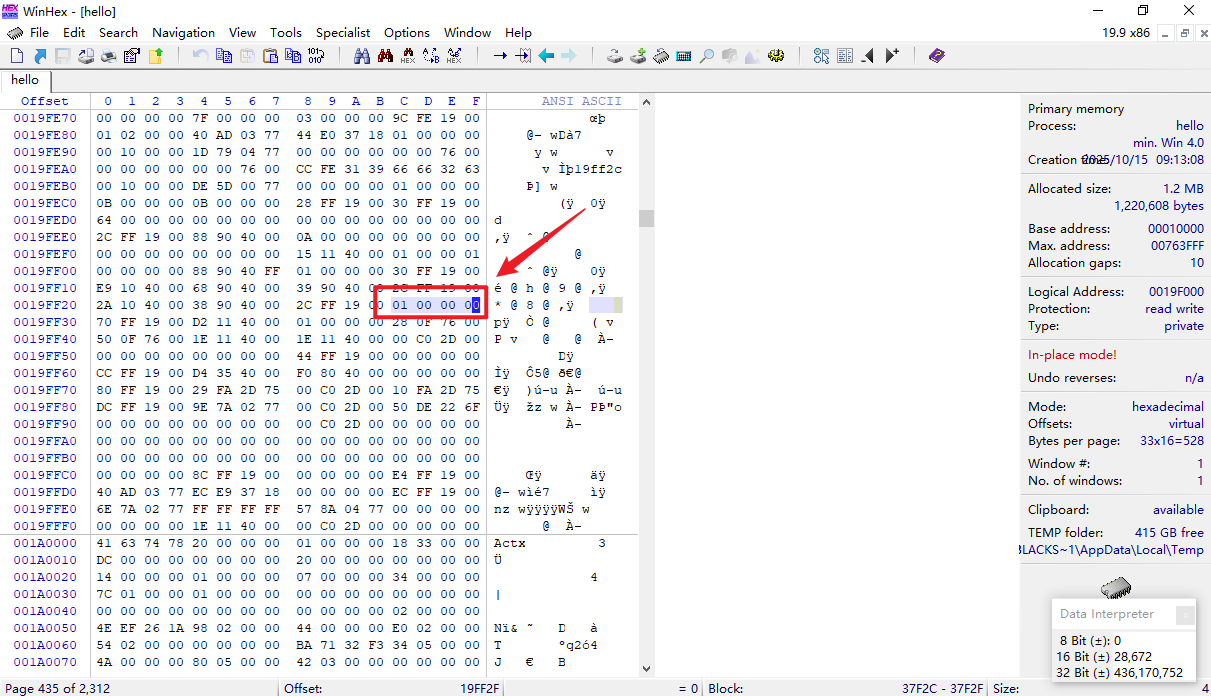 WinHex - [hello]
File Edit Search Navigation View Tools Specialist Options Window Help
19.9 x86
hello
Offset 0 1 2 3 4 5 6 7 8 9 A B C D E F ANSI ASCII
0019FE70 00 00 00 00 7F 00 00 00 03 00 00 00 9C FE 19 00 œþ
0019FE80 01 02 00 00 40 AD 03 77 44 E0 37 18 01 00 00 00 @- wDà7
0019FE90 00 10 00 00 1D 79 04 77 00 00 00 00 00 00 76 00 y w v
0019FEA0 00 00 00 00 00 00 76 00 CC FE 31 39 66 66 32 63 v Ìþ19ff2c
0019FEB0 00 10 00 00 DE 5D 00 77 00 00 00 00 01 00 00 00 Þ] w
0019FEC0 0B 00 00 00 0B 00 00 00 28 FF 19 00 30 FF 19 00 (ÿ 0ÿ
0019FED0 64 00 00 00 00 00 00 00 00 00 00 00 00 00 00 00 d
0019FEE0 2C FF 19 00 88 90 40 00 0A 00 00 00 00 00 00 00 ,ÿ ˆ @
0019FEF0 00 00 00 00 00 00 00 00 15 11 40 00 01 00 00 01 @
0019FF00 00 00 00 00 88 90 40 FF 01 00 00 00 30 FF 19 00 ˆ @ÿ 0ÿ
0019FF10 E9 10 40 00 68 90 40 00 39 90 40 00 2C FF 19 00 é @ h @ 9 @ ,ÿ
0019FF20 2A 10 40 00 38 90 40 00 2C FF 19 00 01 00 00 00 * @ 8 @ ,ÿ
0019FF30 70 FF 19 00 D2 11 40 00 01 00 00 00 28 0F 76 00 pÿ Ò @ ( v
0019FF40 50 0F 76 00 1E 11 40 00 1E 11 40 00 00 C0 2D 00 P v @ @ À-
0019FF50 00 00 00 00 00 00 00 00 44 FF 19 00 00 00 00 00 Dÿ
0019FF60 CC FF 19 00 D4 35 40 00 F0 80 40 00 00 00 00 00 Ìÿ Ô5@ ð€@
0019FF70 80 FF 19 00 29 FA 2D 75 00 C0 2D 00 10 FA 2D 75 €ÿ )ú-u À- ú-u
0019FF80 DC FF 19 00 9E 7A 02 77 00 C0 2D 00 50 DE 22 6F Üÿ žz w À- PÞ"o
0019FF90 00 00 00 00 00 00 00 00 00 C0 2D 00 00 00 00 00 À-
0019FFA0 00 00 00 00 00 00 00 00 00 00 00 00 00 00 00 00
0019FFB0 00 00 00 00 00 00 00 00 00 00 00 00 00 00 00 00
0019FFC0 00 00 00 00 8C FF 19 00 00 00 00 00 E4 FF 19 00 Œÿ äÿ
0019FFD0 40 AD 03 77 EC E9 37 18 00 00 00 00 EC FF 19 00 @- wìé7 ìÿ
0019FFE0 6E 7A 02 77 FF FF FF FF 57 8A 04 77 00 00 00 00 nz wÿÿÿÿWŠ w
0019FFF0 00 00 00 00 1E 11 40 00 00 C0 2D 00 00 00 00 00 @ À-
001A0000 41 63 74 78 20 00 00 00 01 00 00 00 18 33 00 00 Actx 3
001A0010 DC 00 00 00 00 00 00 00 20 00 00 00 00 00 00 00 Ü
001A0020 14 00 00 00 01 00 00 00 07 00 00 00 34 00 00 00 4
001A0030 7C 01 00 00 01 00 00 00 00 00 00 00 00 00 00 00 |
001A0040 00 00 00 00 00 00 00 00 00 00 00 00 02 00 00 00
001A0050 4E EF 26 1A 98 02 00 00 44 00 00 00 E0 02 00 00 Nï& ˜ D à
001A0060 54 02 00 00 00 00 00 00 BA 71 32 F3 34 05 00 00 T ºq2ó4
001A0070 4A 00 00 00 80 05 00 00 42 03 00 00 00 00 00 00 J € B
Primary memory
Process: hello
min. Win 4.0
Creation 2025/10/15 09:13:08
Allocated size: 1.2 MB
1,220,608 bytes
Base address: 00010000
Max. address: 00763FFF
Allocation gaps: 10
Logical Address: 0019F000
Protection: read write
Type: private
In-place mode!
Undo reverses: n/a
Mode: hexadecimal
Offsets: virtual
Bytes per page: 33x16=528
Window #: 1
No. of windows: 1
Clipboard: available
TEMP folder: 415 GB free
BLACKS~1\AppData\Local\Temp
Data Interpreter
8 Bit (±): 0
16 Bit (±) 28,672
32 Bit (±) 436,170,752
Page 435 of 2,312 Offset: 19FF2F = 0 Block: 37F2C - 37F2F Size: 4